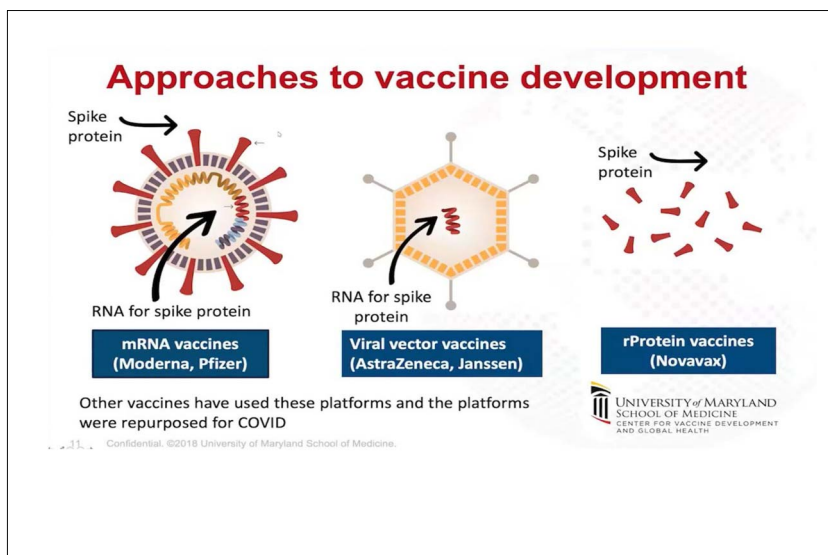 Approaches to vaccine development
Spike
protein
RNA for spike protein
mRNA vaccines
(Moderna, Pfizer)
RNA for spike
protein
Viral vector vaccines
(AstraZeneca, Janssen)
Spike
protein
rProtein vaccines
(Novavax)
Other vaccines have used these platforms and the platforms
were repurposed for COVID
UNIVERSITY of MARYLAND
SCHOOL OF MEDICINE
CENTER FOR VACCINE DEVELOPMENT
AND GLOBAL HEALTH
11 Confidential. ©2018 University of Maryland School of Medicine.